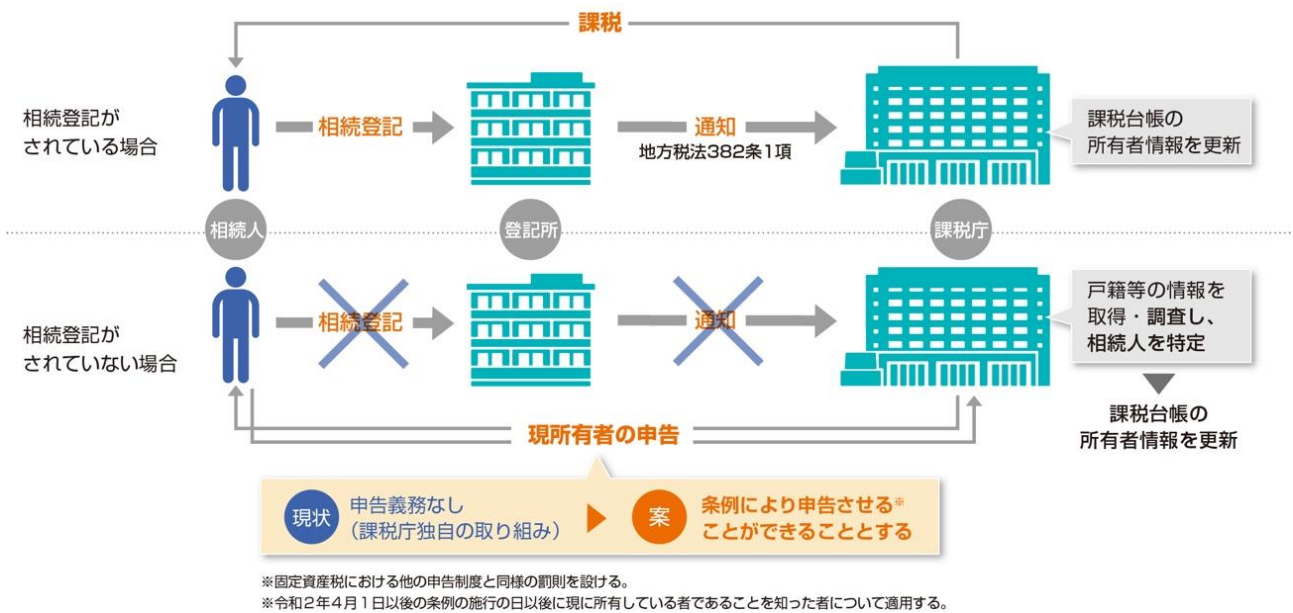 課税
相続登記が
されている場合
相続登記
通知
地方税法382条1項
課税台帳の
所有者情報を更新
相続人
登記所
課税庁
相続登記が
されていない場合
相続登記
通知
戸籍等の情報を
取得・調査し、
相続人を特定
課税台帳の
所有者情報を更新
現所有者の申告
現状
申告義務なし
（課税庁独自の取り組み）
案
条例により申告させる※
ことができることとする
※固定資産税における他の申告制度と同様の罰則を設ける。
※令和2年4月1日以後の条例の施行の日以後に現に所有している者であることを知った者について適用する。